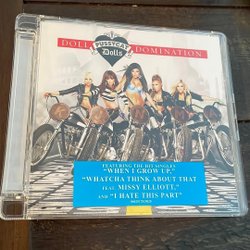 DOLL DOMINATION
PUSSYCAT
Dolls
FEATURING THE HIT SINGLES
"WHEN I GROW UP,"
"WHATCHA THINK ABOUT THAT
FEAT. MISSY ELLIOTT,"
AND "I HATE THIS PART"